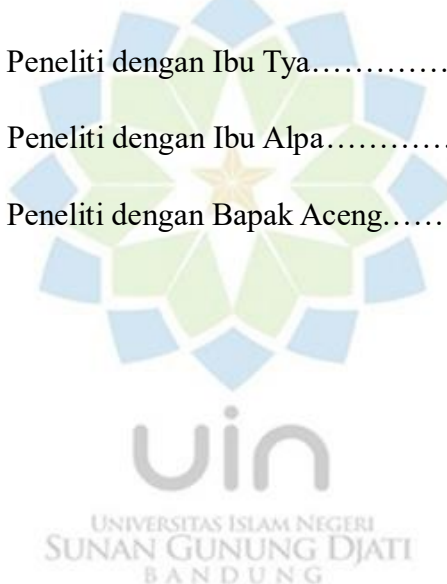 Peneliti dengan Ibu Tya……………
Peneliti dengan Ibu Alpa…………
Peneliti dengan Bapak Aceng……
uin
UNIVERSITAS ISLAM NEGERI
SUNAN GUNUNG DJATI
BANDUNG